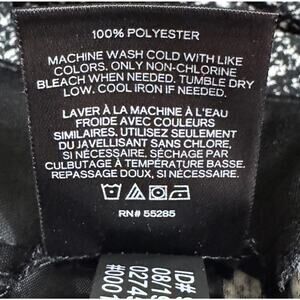 100% POLYESTER
MACHINE WASH COLD WITH LIKE
COLORS. ONLY NON-CHLORINE
BLEACH WHEN NEEDED. TUMBLE DRY
LOW. COOL IRON IF NEEDED.
LAVER À LA MACHINE À L'EAU
FROIDE AVEC COULEURS
SIMILAIRES. UTILISEZ SEULEMENT
DU JAVELLISANT SANS CHLORE,
SI NÉCESSAIRE. SÉCHAGE PAR
CULBUTAGE À TEMPÉRATURE BASSE.
REPASSAGE DOUX, SI NÉCESSAIRE.
RN# 55285